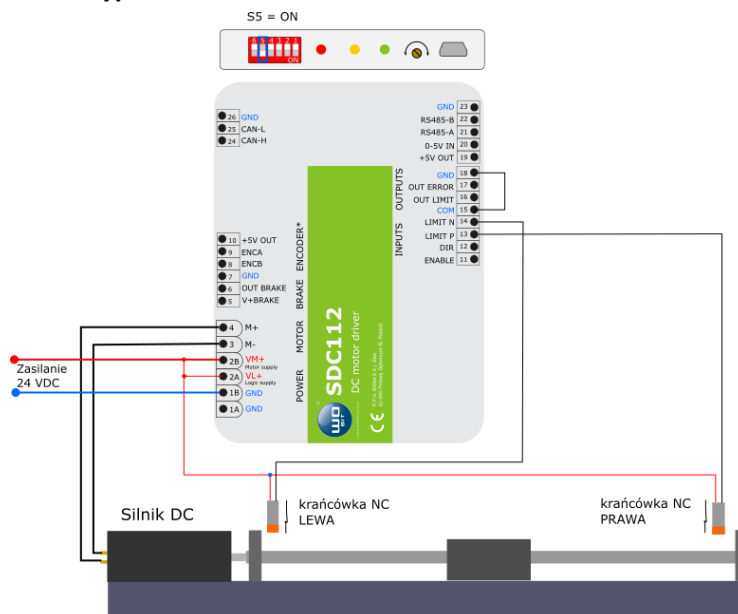 S5 = ON
6 5 4 3 2 1
ON
26 GND
25 CAN-L
24 CAN-H
GND 23
RS485-B 22
RS485-A 21
0-5V IN 20
+5V OUT 19
GND 18
OUT ERROR 17
OUT LIMIT 16
COM 15
LIMIT N 14
LIMIT P 13
DIR 12
ENABLE 11
OUTPUTS
INPUTS
10 +5V OUT
9 ENCA
8 ENCB
7 GND
6 OUT BRAKE
5 V+BRAKE
4 M+
3 M-
2B VM+
Motor supply
2A VL+
Logic supply
1B GND
1A GND
ENCODER*
BRAKE
MOTOR
POWER
SDC112
DC motor driver
WO
BIT
CE
Zasilanie
24 VDC
Silnik DC
krańcówka NC
LEWA
krańcówka NC
PRAWA